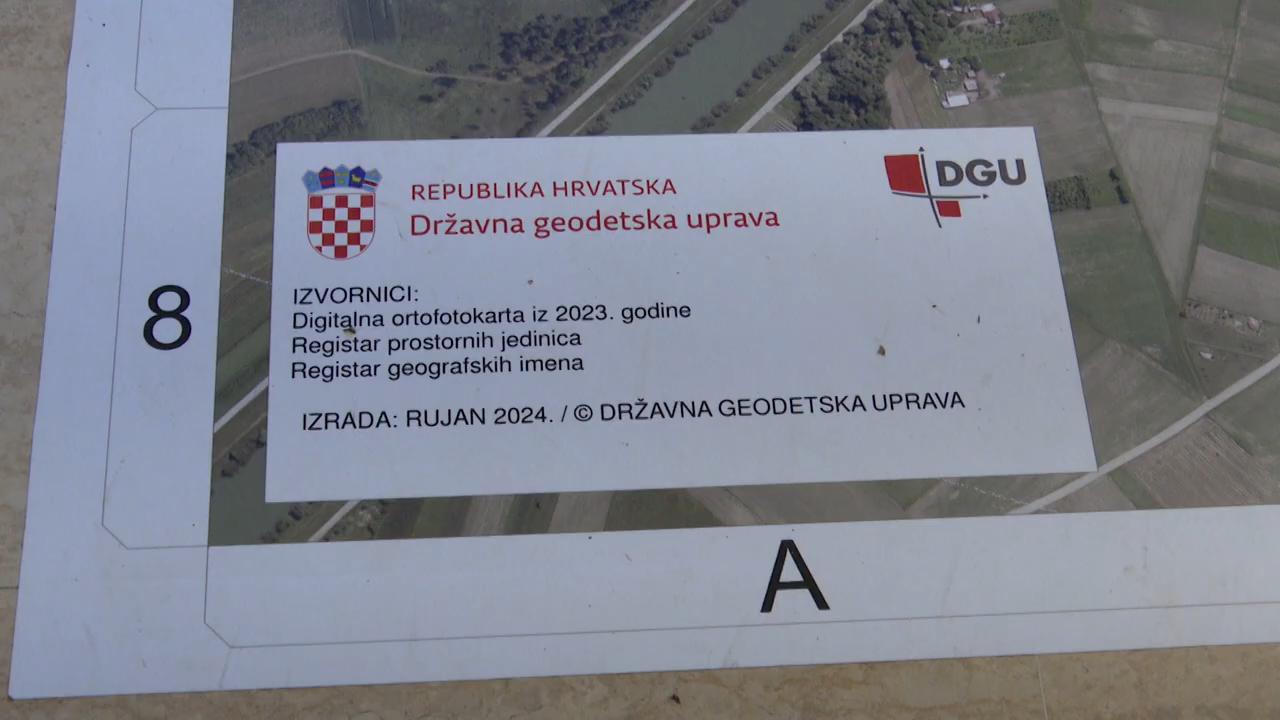 REPUBLIKA HRVATSKA
Državna geodetska uprava
DGU
IZVORNICI:
Digitalna ortofotokarta iz 2023. godine
Registar prostornih jedinica
Registar geografskih imena
IZRADA: RUJAN 2024. / © DRŽAVNA GEODETSKA UPRAVA
8
A